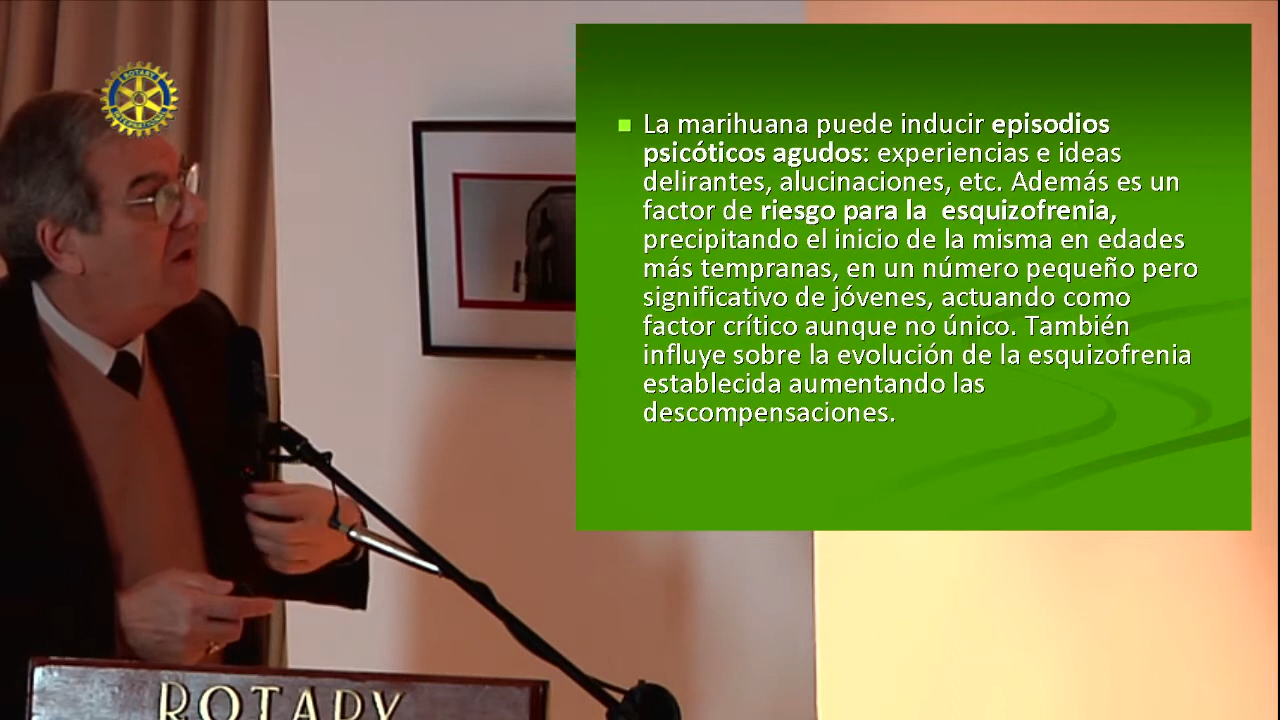 ROTARY
INTERNATIONAL
La marihuana puede inducir episodios
psicóticos agudos: experiencias e ideas
delirantes, alucinaciones, etc. Además es un
factor de riesgo para la  esquizofrenia,
precipitando el inicio de la misma en edades
más tempranas, en un número pequeño pero
significativo de jóvenes, actuando como
factor crítico aunque no único. También
influye sobre la evolución de la esquizofrenia
establecida aumentando las
descompensaciones.
ROTARY